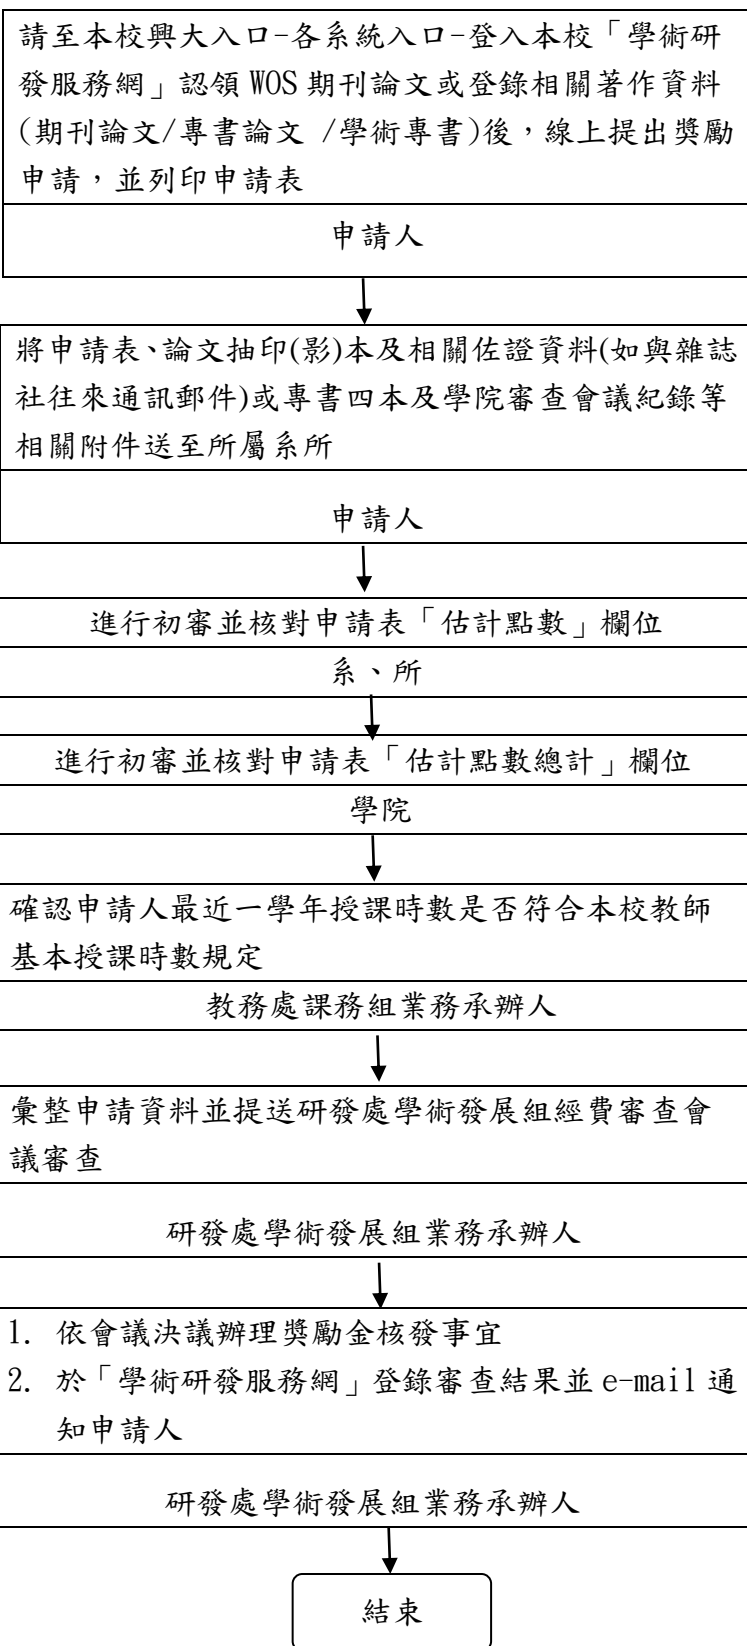 請至本校興大入口-各系統入口-登入本校「學術研
發服務網」認領 WOS 期刊論文或登錄相關著作資料
(期刊論文/專書論文 /學術專書)後，線上提出獎勵
申請，並列印申請表
申請人
將申請表、論文抽印(影)本及相關佐證資料(如與雜誌
社往來通訊郵件)或專書四本及學院審查會議紀錄等
相關附件送至所屬系所
申請人
進行初審並核對申請表「估計點數」欄位
系、所
進行初審並核對申請表「估計點數總計」欄位
學院
確認申請人最近一學年授課時數是否符合本校教師
基本授課時數規定
教務處課務組業務承辦人
彙整申請資料並提送研發處學術發展組經費審查會
議審查
研發處學術發展組業務承辦人
1. 依會議決議辦理獎勵金核發事宜
2. 於「學術研發服務網」登錄審查結果並 e-mail 通
知申請人
研發處學術發展組業務承辦人
結束